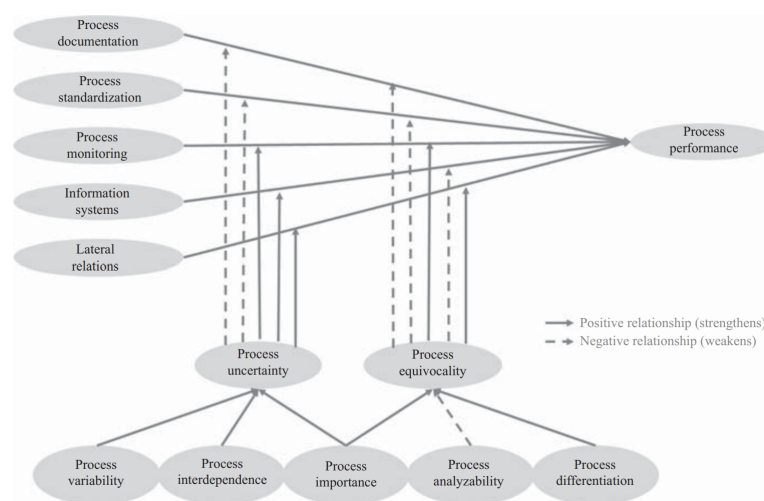 Process
documentation
Process
standardization
Process
monitoring
Process
performance
Information
systems
Lateral
relations
Positive relationship (strengthens)
Negative relationship (weakens)
Process
uncertainty
Process
equivocality
Process
variability
Process
interdependence
Process
importance
Process
analyzability
Process
differentiation